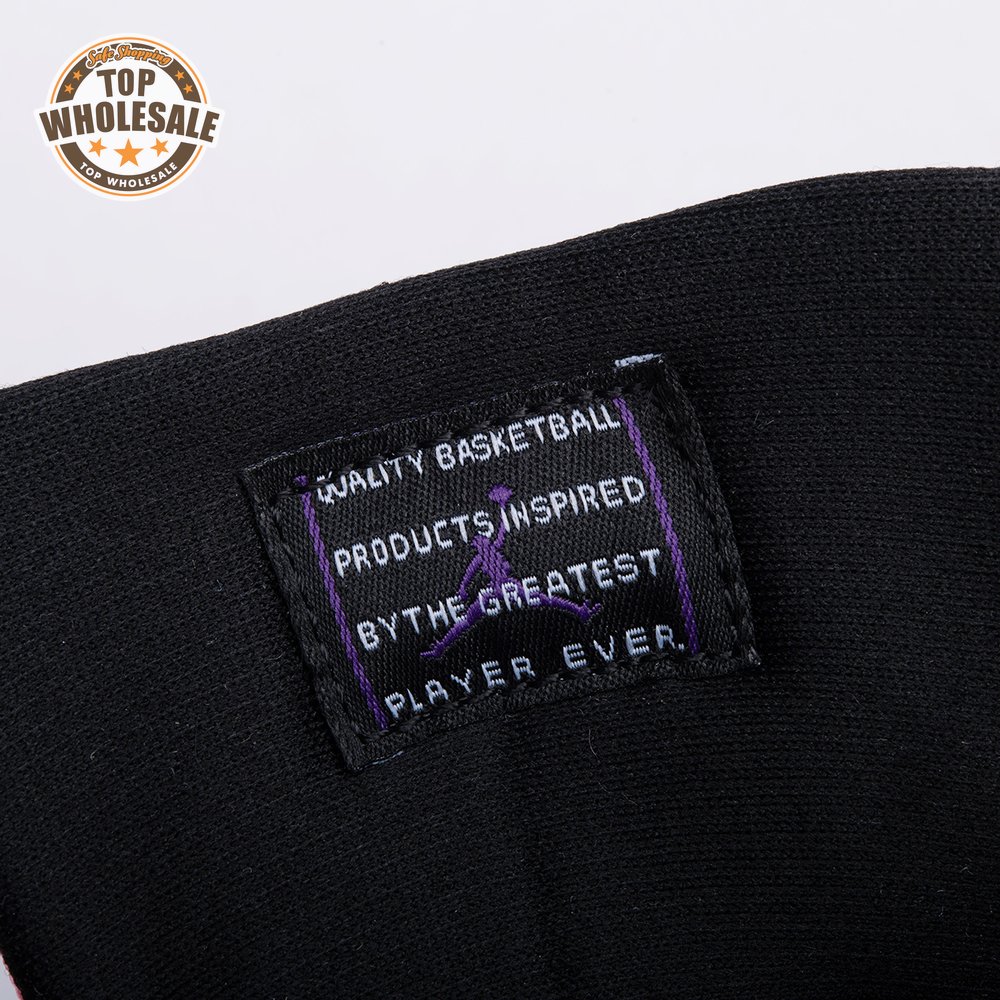 Safe Shopping
TOP
WHOLESALE
TOP WHOLESALE
QUALITY BASKETBALL
PRODUCTS INSPIRED
BY THE GREATEST
PLAYER EVER.